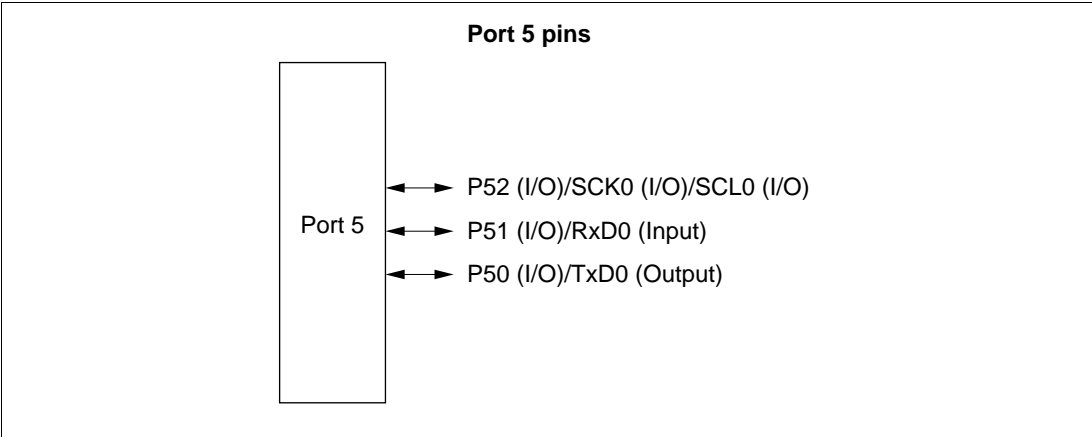 Port 5 pins
P52 (I/O)/SCK0 (I/O)/SCL0 (I/O)
Port 5
P51 (I/O)/RxD0 (Input)
P50 (I/O)/TxD0 (Output)